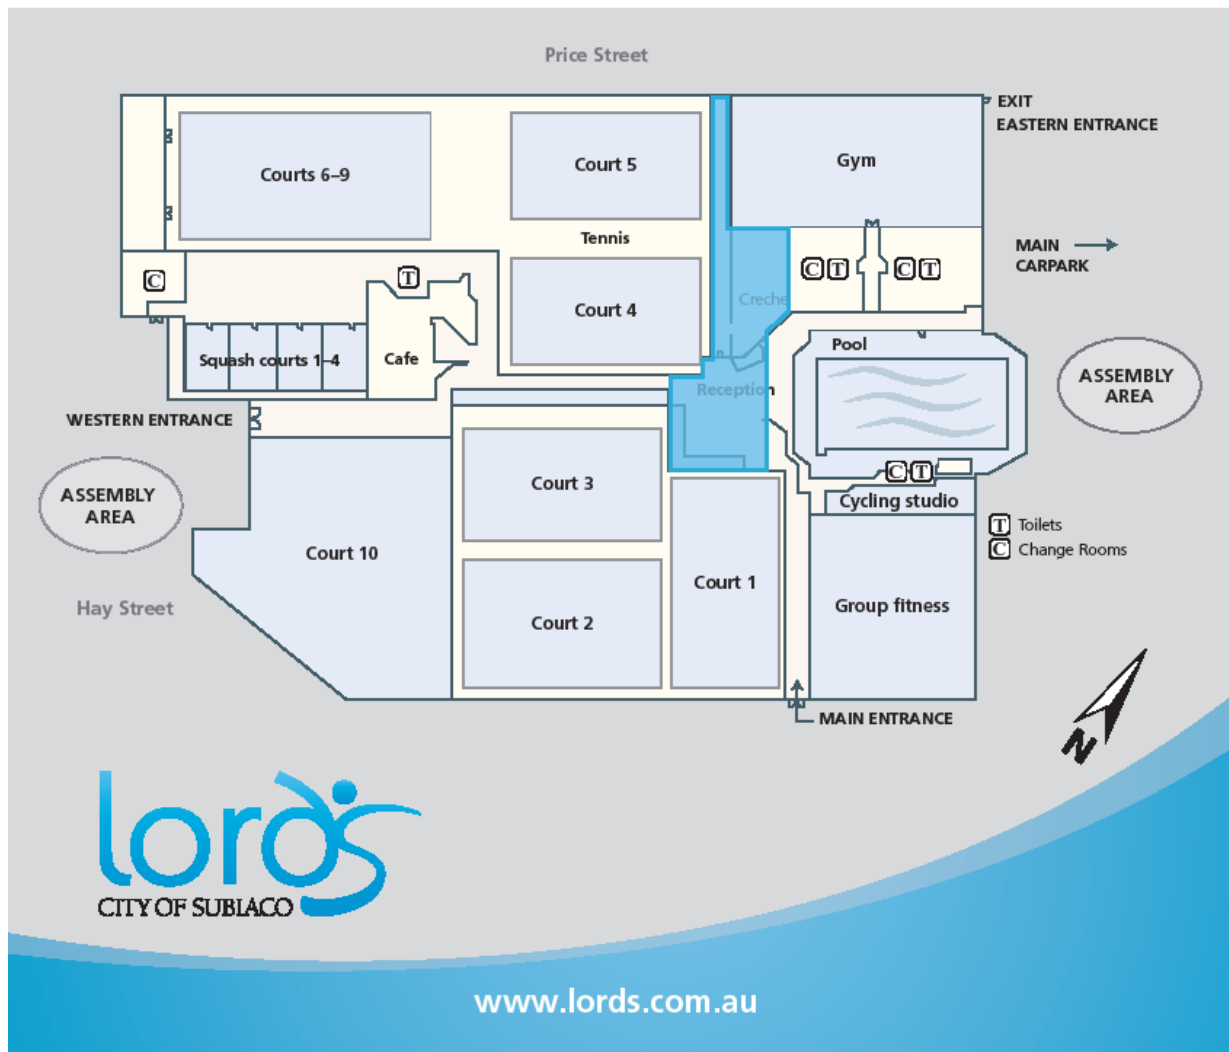 Price Street
EXIT
EASTERN ENTRANCE
Courts 6–9
Court 5
Gym
Tennis
MAIN
CARPARK
C
T
C T
C T
Creche
Court 4
Squash courts 1–4
Cafe
Pool
Reception
ASSEMBLY
AREA
WESTERN ENTRANCE
ASSEMBLY
AREA
Court 3
C T
Cycling studio
T Toilets
C Change Rooms
Court 10
Court 1
Hay Street
Court 2
Group fitness
MAIN ENTRANCE
N
lords
CITY OF SUBIACO
www.lords.com.au